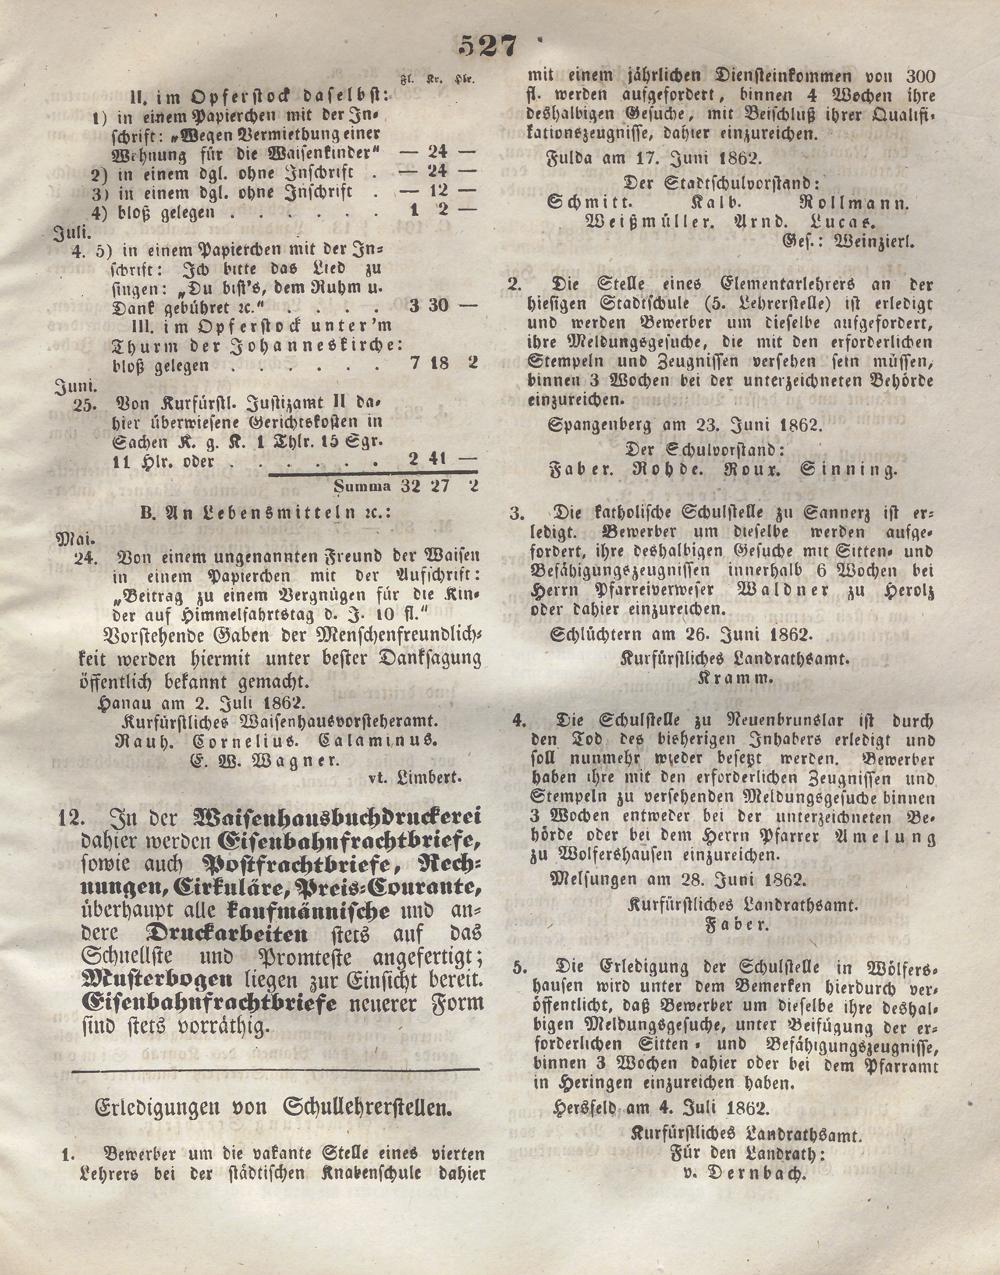 527
Fl. Kr. Hlr.
II. im Opferstock daselbst:
1) in einem Papierchen mit der In-
schrift: „Wegen Vermiethung einer
Wohnung für die Waisenkinder“ — 24 —
2) in einem dgl. ohne Inschrift . — 24 —
3) in einem dgl. ohne Inschrift . — 12 —
4) bloß gelegen . . . . . . 1 2 —
Juli.
4. 5) in einem Papierchen mit der In-
schrift: Ich bitte das Lied zu
singen: „Du bist's, dem Ruhm u.
Dank gebühret ꝛc.“ . . . . 3 30 —
III. im Opferstock unter'm
Thurm der Johanneskirche:
bloß gelegen . . . . . . 7 18 2
Juni.
25. Von Kurfürstl. Justizamt II da-
hier überwiesene Gerichtskosten in
Sachen K. g. K. 1 Thlr. 15 Sgr.
11 Hlr. oder . . . . . . 2 41 —
Summa 32 27 2
B. An Lebensmitteln ꝛc.:
Mai.
24. Von einem ungenannten Freund der Waisen
in einem Papierchen mit der Aufschrift:
„Beitrag zu einem Vergnügen für die Kin-
der auf Himmelfahrtstag d. J. 10 fl.“
Vorstehende Gaben der Menschenfreundlich-
keit werden hiermit unter bester Danksagung
öffentlich bekannt gemacht.
Hanau am 2. Juli 1862.
Kurfürstliches Waisenhausvorsteheramt.
Rauh. Cornelius. Calaminus.
E. W. Wagner.
vt. Limbert.
12. In der Waisenhausbuchdruckerei
dahier werden Eisenbahnfrachtbriefe,
sowie auch Postfrachtbriefe, Rech-
nungen, Cirkuläre, Preis-Courante,
überhaupt alle kaufmännische und an-
dere Druckarbeiten stets auf das
Schnellste und Promteste angefertigt;
Musterbogen liegen zur Einsicht bereit.
Eisenbahnfrachtbriefe neuerer Form
sind stets vorräthig.
Erledigungen von Schullehrerstellen.
1. Bewerber um die vakante Stelle eines vierten
Lehrers bei der städtischen Knabenschule dahier
mit einem jährlichen Diensteinkommen von 300
fl. werden aufgefordert, binnen 4 Wochen ihre
deshalbigen Gesuche, mit Beischluß ihrer Qualifi-
kationszeugnisse, dahier einzureichen.
Fulda am 17. Juni 1862.
Der Stadtschulvorstand:
Schmitt. Kalb. Rollmann.
Weißmüller. Arnd. Lucas.
Ges.: Weinzierl.
2. Die Stelle eines Elementarlehrers an der
hiesigen Stadtschule (5. Lehrerstelle) ist erledigt
und werden Bewerber um dieselbe aufgefordert,
ihre Meldungsgesuche, die mit den erforderlichen
Stempeln und Zeugnissen versehen sein müssen,
binnen 3 Wochen bei der unterzeichneten Behörde
einzureichen.
Spangenberg am 23. Juni 1862.
Der Schulvorstand:
Faber. Rohde. Roux. Sinning.
3. Die katholische Schulstelle zu Sannerz ist er-
ledigt. Bewerber um dieselbe werden aufge-
fordert, ihre deshalbigen Gesuche mit Sitten- und
Befähigungszeugnissen innerhalb 6 Wochen bei
Herrn Pfarreiverweser Waldner zu Herolz
oder dahier einzureichen.
Schlüchtern am 26. Juni 1862.
Kurfürstliches Landrathsamt.
Kramm.
4. Die Schulstelle zu Neuenbrunslar ist durch
den Tod des bisherigen Inhabers erledigt und
soll nunmehr wieder besetzt werden. Bewerber
haben ihre mit den erforderlichen Zeugnissen und
Stempeln zu versehenden Meldungsgesuche binnen
3 Wochen entweder bei der unterzeichneten Be-
hörde oder bei dem Herrn Pfarrer Amelung
zu Wolfershausen einzureichen.
Melsungen am 28. Juni 1862.
Kurfürstliches Landrathsamt.
Faber.
5. Die Erledigung der Schulstelle in Wölfers-
hausen wird unter dem Bemerken hierdurch ver-
öffentlicht, daß Bewerber um dieselbe ihre deshal-
bigen Meldungsgesuche, unter Beifügung der er-
forderlichen Sitten- und Befähigungszeugnisse,
binnen 3 Wochen dahier oder bei dem Pfarramt
in Heringen einzureichen haben.
Hersfeld am 4. Juli 1862.
Kurfürstliches Landrathsamt.
Für den Landrath:
v. Dernbach.